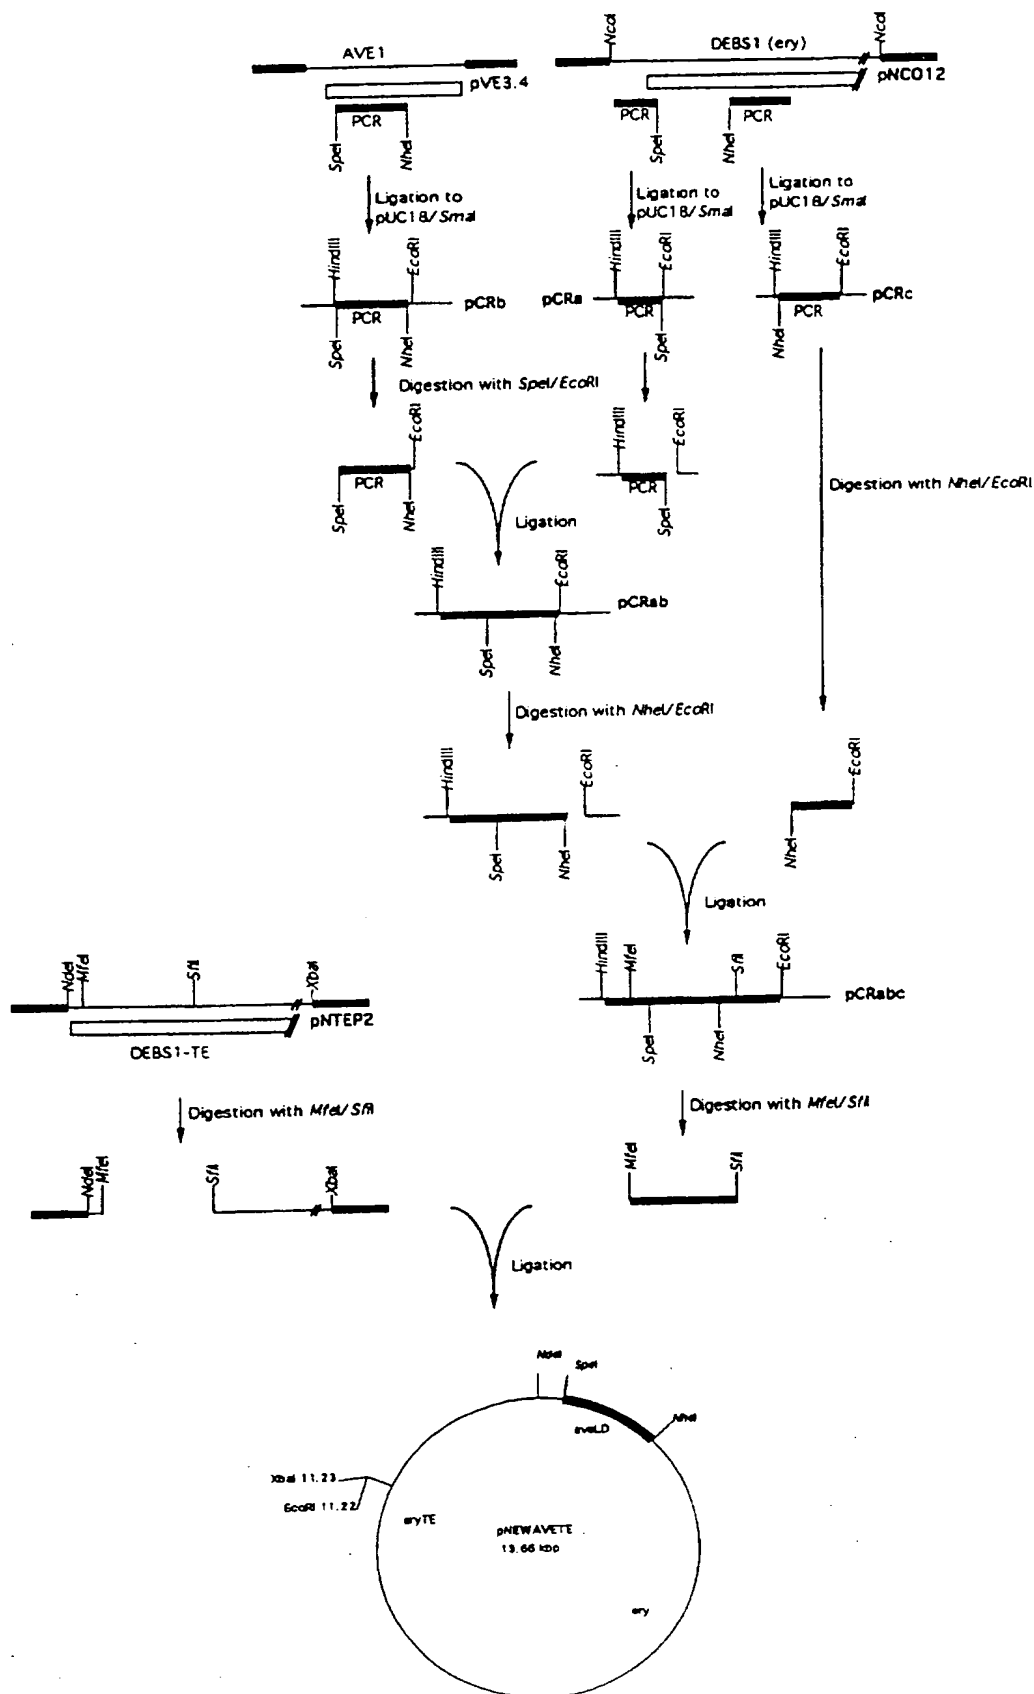 AVE1
pVE3.4
PCR
SpeI
NheI
NcoI
DEBS1 (ery)
NcoI
pNCO12
PCR
SpeI
PCR
NheI
Ligation to
pUC18/SmaI
Ligation to
pUC18/SmaI
Ligation to
pUC18/SmaI
HindIII
EcoRI
pCRb
PCR
SpeI
NheI
HindIII
EcoRI
pCRa
PCR
SpeI
HindIII
EcoRI
pCRc
PCR
NheI
Digestion with SpeI/EcoRI
EcoRI
PCR
SpeI
NheI
HindIII
EcoRI
PCR
SpeI
Digestion with NheI/EcoRI
Ligation
HindIII
EcoRI
pCRab
SpeI
NheI
Digestion with NheI/EcoRI
HindIII
EcoRI
SpeI
NheI
EcoRI
NheI
Ligation
NdeI
MfeI
SfiI
XbaI
pNTEP2
DEBS1-TE
HindIII
MfeI
SfiI
EcoRI
pCRabc
SpeI
NheI
Digestion with MfeI/SfiI
Digestion with MfeI/SfiI
NdeI
MfeI
SfiI
XbaI
MfeI
SfiI
Ligation
NdeI
SpeI
NheI
aveLD
XbaI 11.23
EcoRI 11.22
eryTE
pNEWAVETE
13.66 kbp
ery